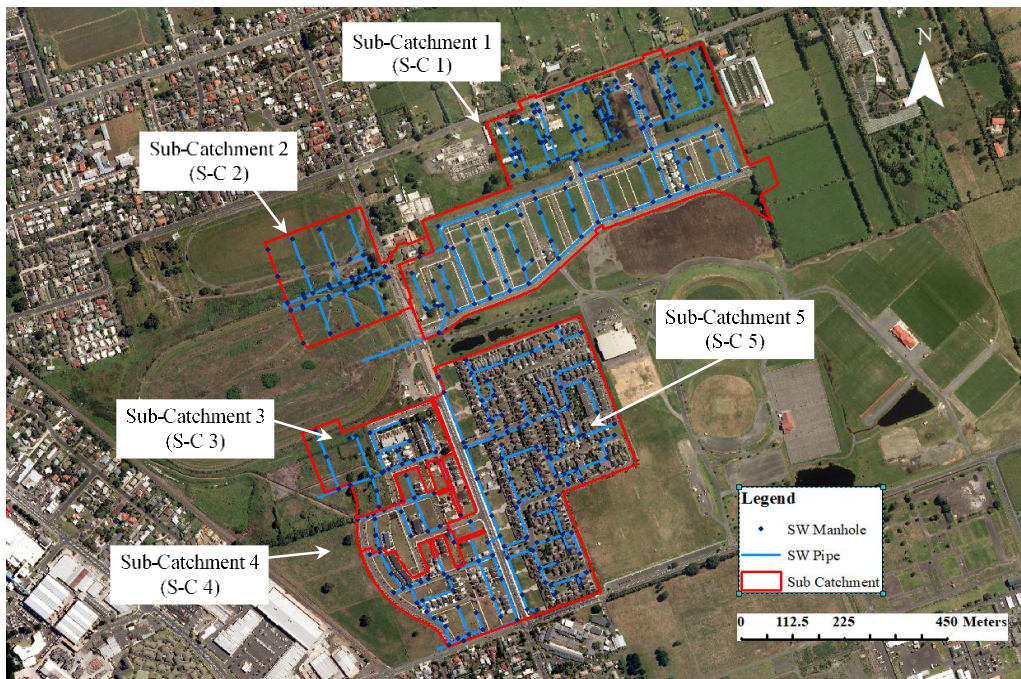 Sub-Catchment 1
(S-C 1)
N
Sub-Catchment 2
(S-C 2)
Sub-Catchment 5
(S-C 5)
Sub-Catchment 3
(S-C 3)
Sub-Catchment 4
(S-C 4)
Legend
SW Manhole
SW Pipe
Sub Catchment
0 112.5 225 450 Meters